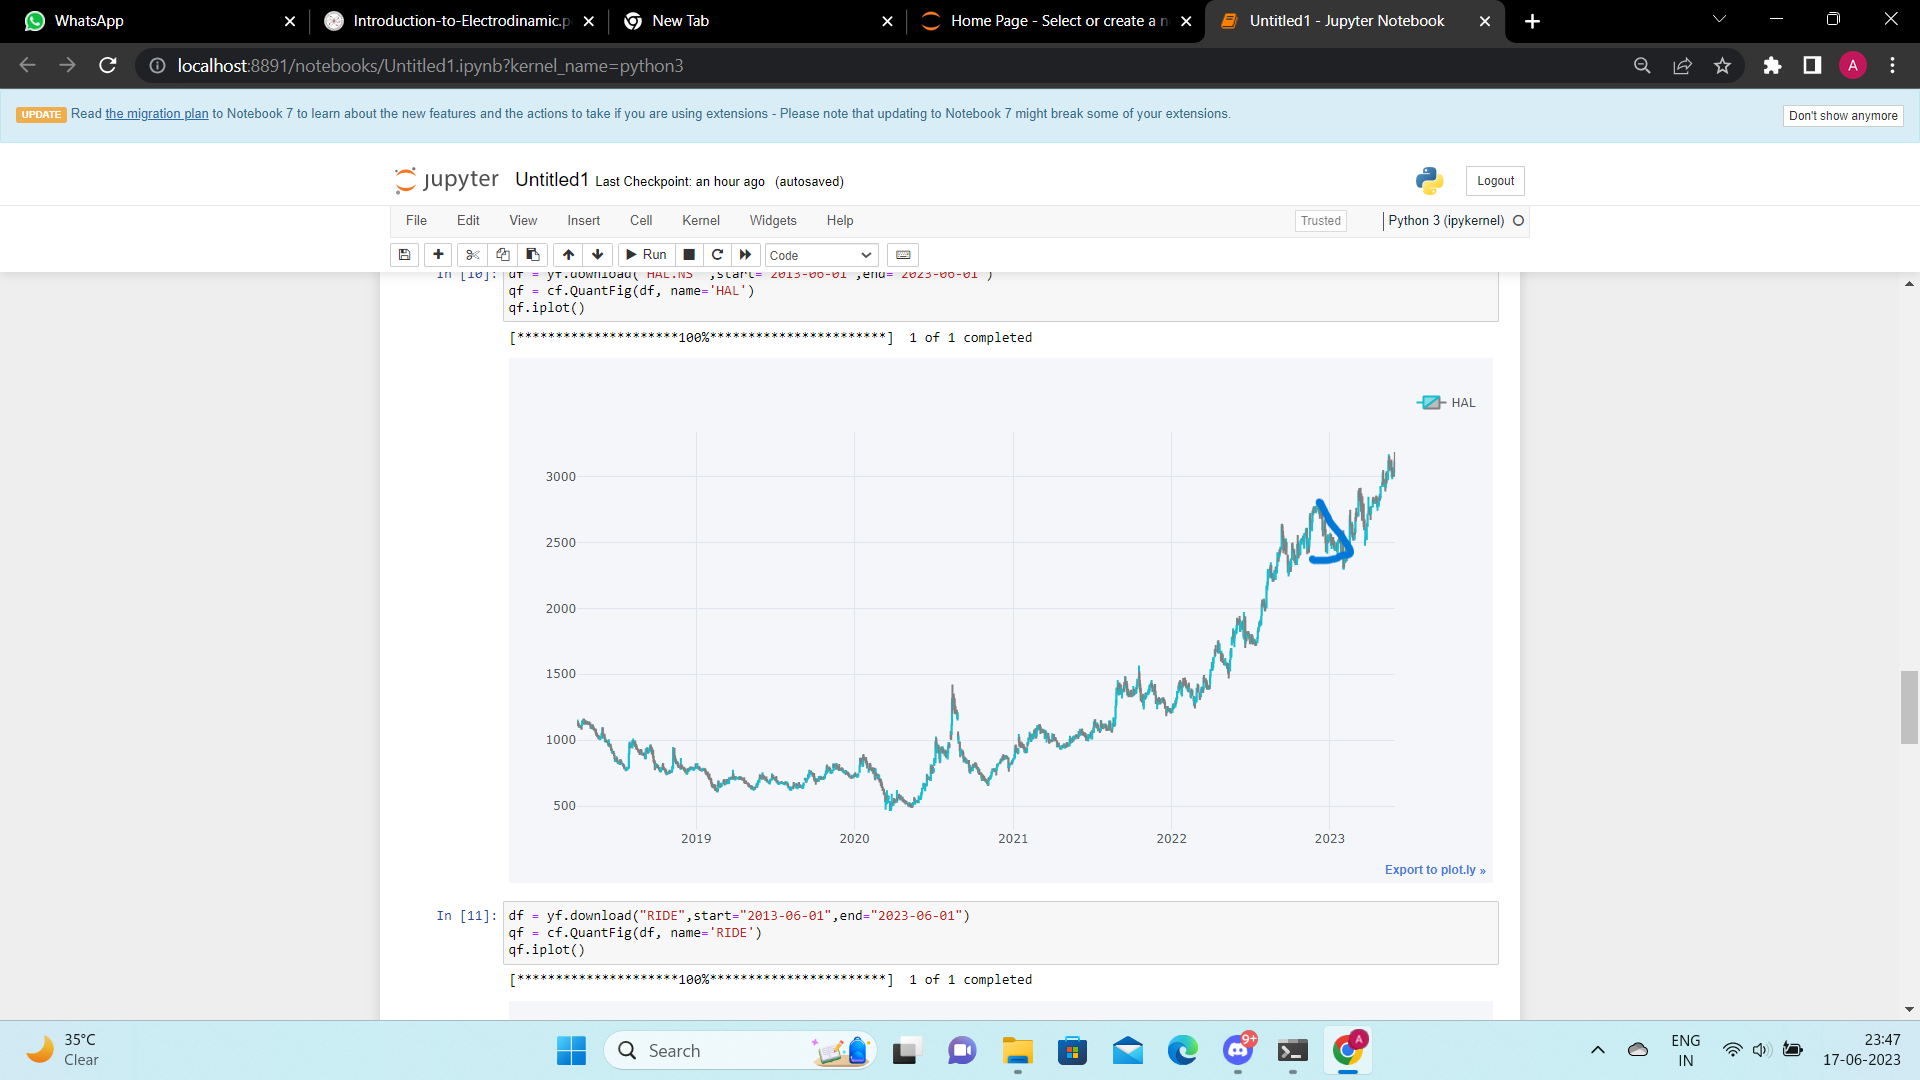 WhatsApp
Introduction-to-Electrodinamic.p
New Tab
Home Page - Select or create a n
Untitled1 - Jupyter Notebook
localhost:8891/notebooks/Untitled1.ipynb?kernel_name=python3
A
UPDATE Read the migration plan to Notebook 7 to learn about the new features and the actions to take if you are using extensions - Please note that updating to Notebook 7 might break some of your extensions.
Don't show anymore
jupyter Untitled1 Last Checkpoint: an hour ago (autosaved)
Logout
File Edit View Insert Cell Kernel Widgets Help
Trusted
Python 3 (ipykernel)
Run
Code
In [10]: df = yf.download("HAL.NS" ,start="2013-06-01",end="2023-06-01")
qf = cf.QuantFig(df, name='HAL')
qf.iplot()
[*********************100%***********************] 1 of 1 completed
HAL
3000
2500
2000
1500
1000
500
2019 2020 2021 2022 2023
Export to plot.ly »
In [11]: df = yf.download("RIDE",start="2013-06-01",end="2023-06-01")
qf = cf.QuantFig(df, name='RIDE')
qf.iplot()
[*********************100%***********************] 1 of 1 completed
35°C
Clear
Search
9+
A
ENG
IN
23:47
17-06-2023